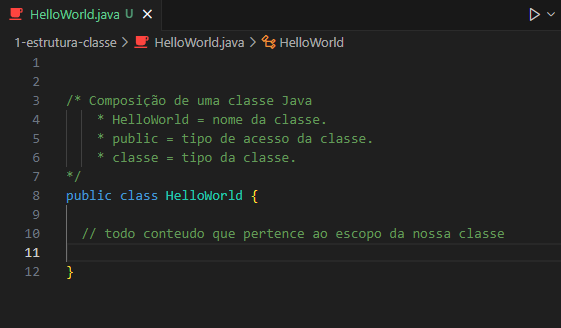 HelloWorld.java U
1-estrutura-classe > HelloWorld.java > HelloWorld
1
2
3 /* Composição de uma classe Java
4 * HelloWorld = nome da classe.
5 * public = tipo de acesso da classe.
6 * classe = tipo da classe.
7 */
8 public class HelloWorld {
9
10 // todo conteudo que pertence ao escopo da nossa classe
11
12 }